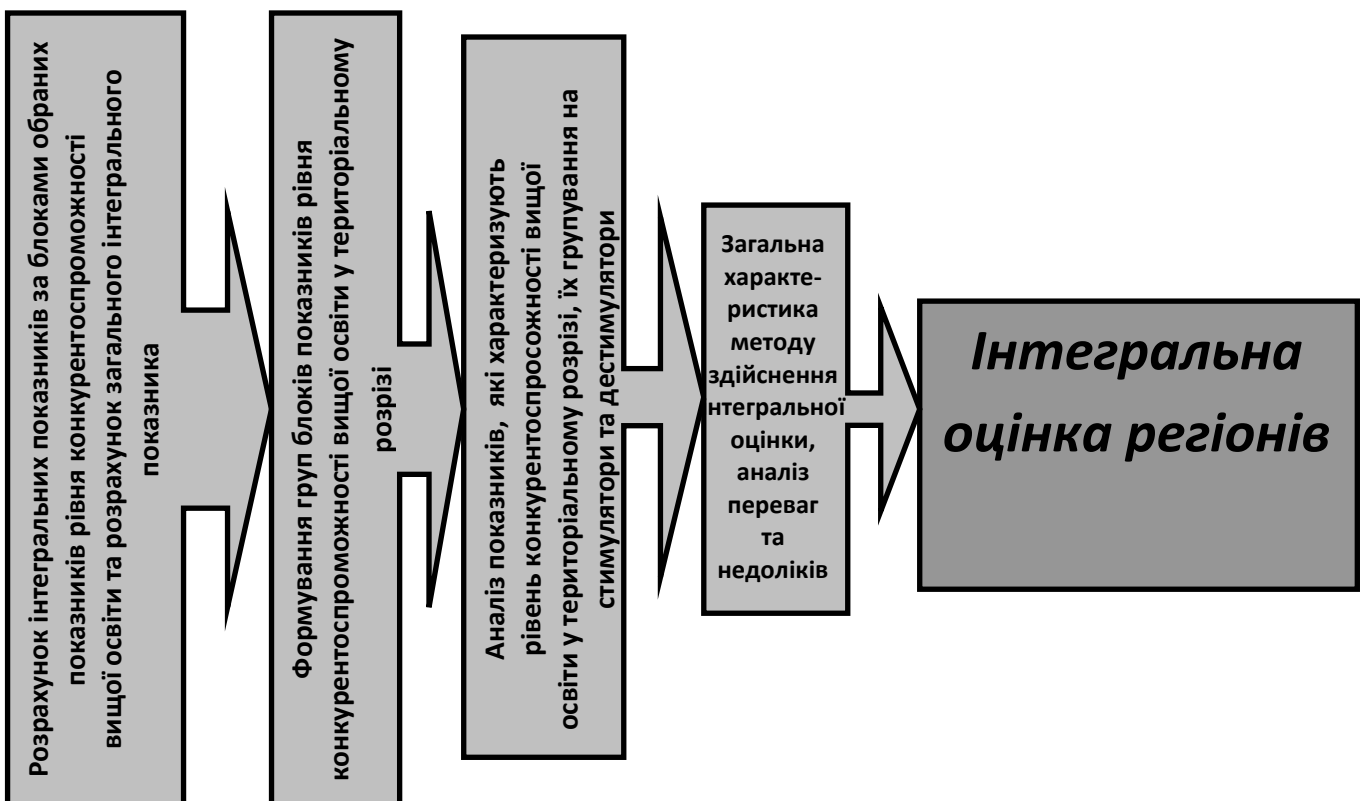 Розрахунок інтегральних показників за блоками обраних
показників рівня конкурентоспроможності
вищої освіти та розрахунок загального інтегрального
показника
Формування груп блоків показників рівня
конкурентоспроможності вищої освіти у територіальному
розрізі
Аналіз показників, які характеризують
рівень конкурентоспросожності вищої
освіти у територіальному розрізі, їх групування на
стимулятори та дестимулятори
Загальна
характе-
ристика
методу
здійснення
нтегральної
оцінки,
аналіз
переваг
та
недоліків
Інтегральна
оцінка регіонів